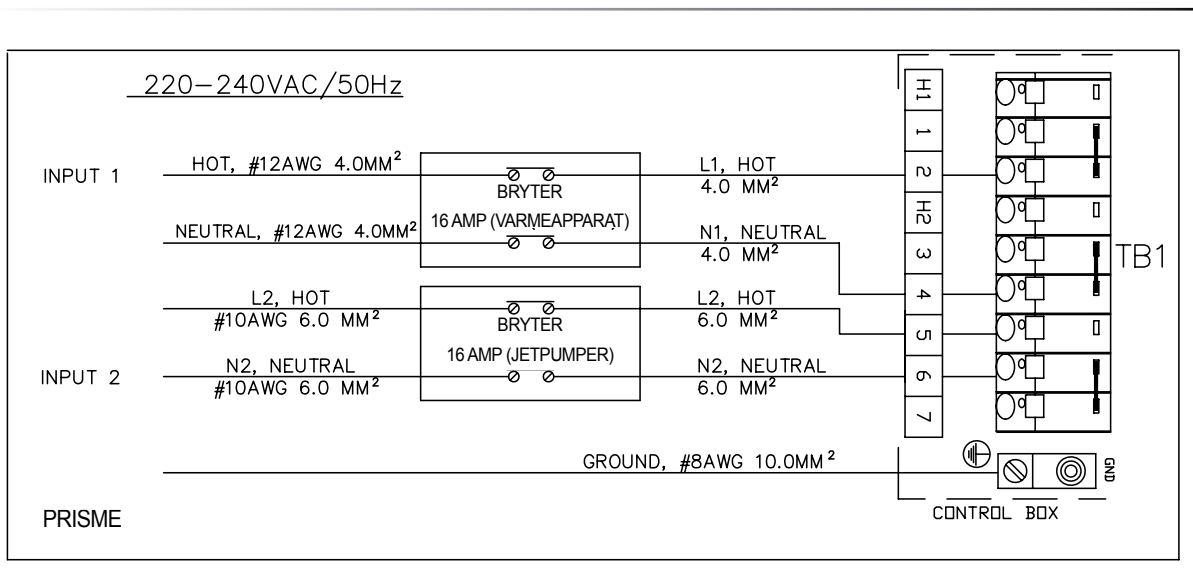 220-240VAC/50Hz
INPUT 1
HOT, #12AWG 4.0MM²
BRYTER
16 AMP (VARMEAPPARAT)
L1, HOT
4.0 MM²
NEUTRAL, #12AWG 4.0MM²
N1, NEUTRAL
4.0 MM²
L2, HOT
#10AWG 6.0 MM²
BRYTER
16 AMP (JETPUMPER)
L2, HOT
6.0 MM²
INPUT 2
N2, NEUTRAL
#10AWG 6.0 MM²
N2, NEUTRAL
6.0 MM²
GROUND, #8AWG 10.0MM²
H1
1
2
H2
3
4
5
6
7
TB1
GND
CONTROL BOX
PRISME